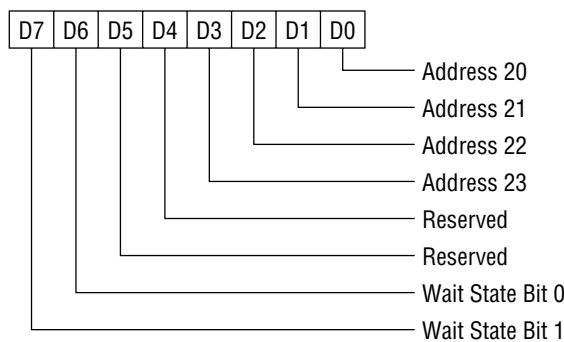 D7 D6 D5 D4 D3 D2 D1 D0
Address 20
Address 21
Address 22
Address 23
Reserved
Reserved
Wait State Bit 0
Wait State Bit 1